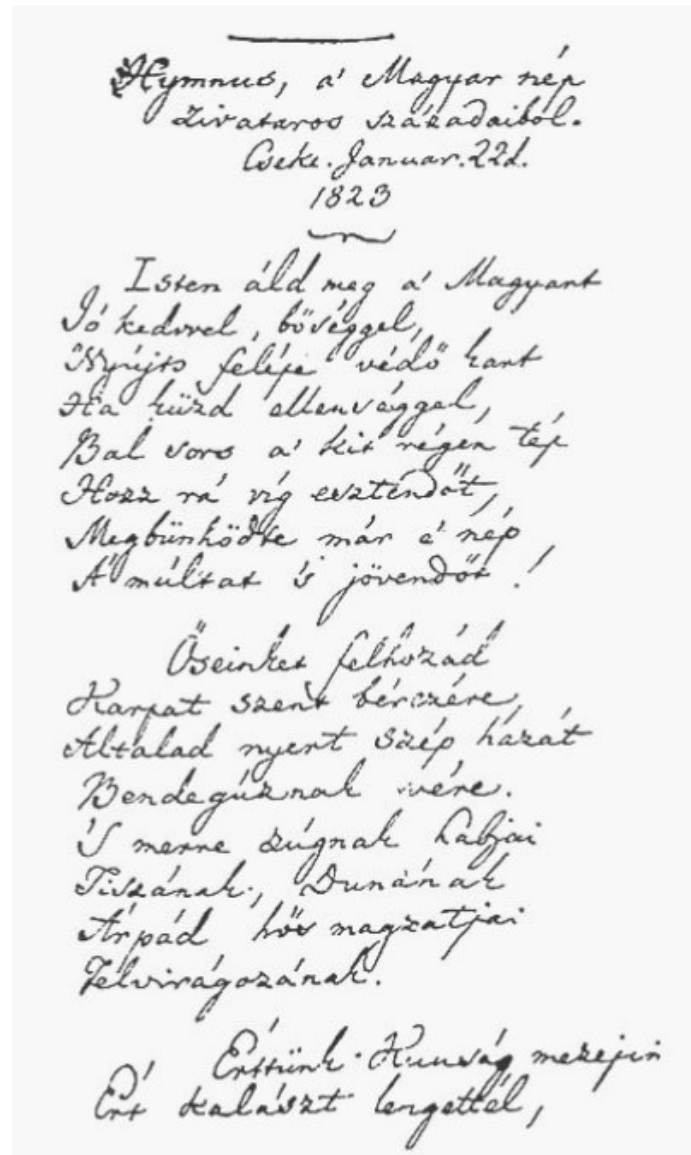 Hymnus, a' Magyar nép
zivataros századaiból.
Cseke. Januar. 22d.
1823
Isten áld meg a' Magyart
Jó kedvvel, bőséggel,
Nyújts feléje védő kart
Ha küzd ellenséggel,
Bal sors a' kit régen tép
Hozz rá víg esztendőt,
Megbünhödte már e' nép
A' múltat 's jövendőt!
Őseinket felhozád
Karpat szent bérczére,
Altalad nyert szép hazát
Bendegúznak vére.
'S merre zúgnak habjai
Tiszának, Dunának
Árpád hős magzatjai
Felvirágozának.
Érttünk Kunság mezejin
Ért kalászt lengettél,